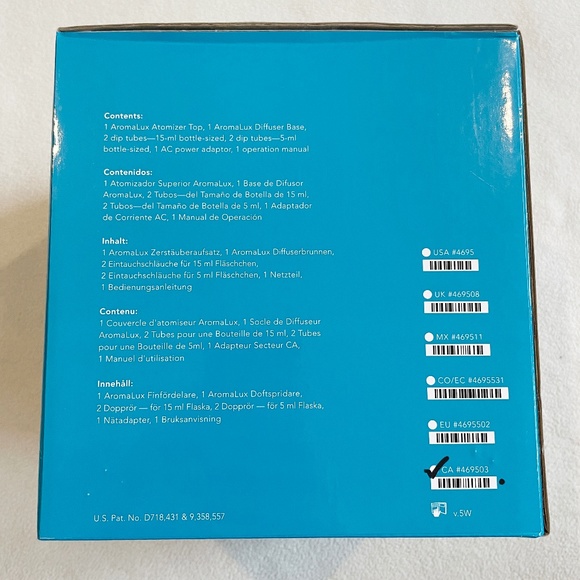 Contents:
1 AromaLux Atomizer Top, 1 AromaLux Diffuser Base,
2 dip tubes—15-ml bottle-sized, 2 dip tubes—5-ml
bottle-sized, 1 AC power adaptor, 1 operation manual
Contenidos:
1 Atomizador Superior AromaLux, 1 Base de Difusor
AromaLux, 2 Tubos—del Tamaño de Botella de 15 ml,
2 Tubos—del Tamaño de Botella de 5 ml, 1 Adaptador
de Corriente AC, 1 Manual de Operación
Inhalt:
1 AromaLux Zerstäuberaufsatz, 1 AromaLux Diffuserbrunnen,
2 Eintauchschläuche für 15 ml Fläschchen,
2 Eintauchschläuche für 5 ml Fläschchen, 1 Netzteil,
1 Bedienungsanleitung
Contenu:
1 Couvercle d'atomiseur AromaLux, 1 Socle de Diffuseur
AromaLux, 2 Tubes pour une Bouteille de 15 ml, 2 Tubes
pour une Bouteille de 5ml, 1 Adapteur Secteur CA,
1 Manuel d'utilisation
Innehåll:
1 AromaLux Finfördelare, 1 AromaLux Doftspridare,
2 Dopprör — för 15 ml Flaska, 2 Dopprör — för 5 ml Flaska,
1 Nätadapter, 1 Bruksanvisning
USA #4695
UK #469508
MX #469511
CO/EC #4695531
EU #4695502
CA #469503
v.5W
U.S. Pat. No. D718,431 & 9,358,557